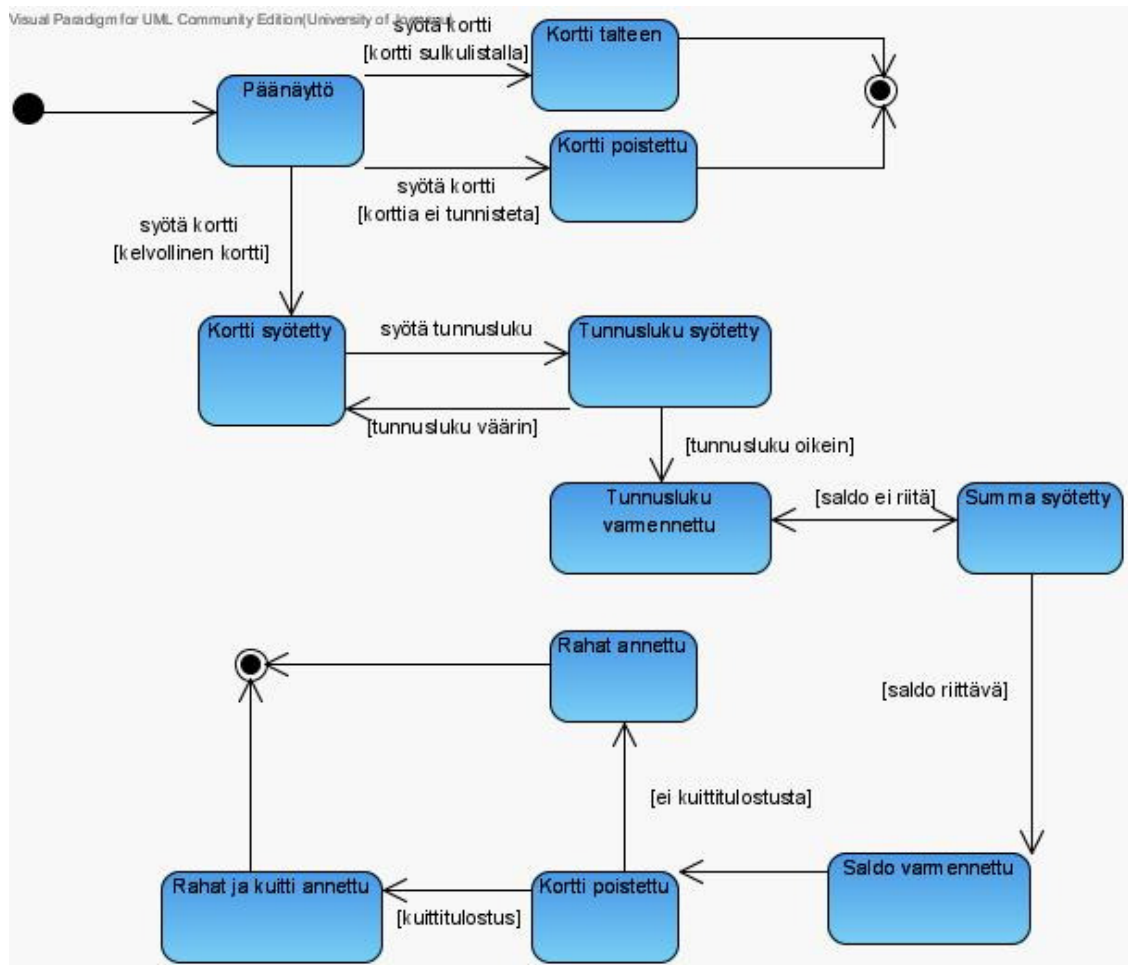 Visual Paradigm for UML Community Edition(University of
syötä kortti
[kortti sulkulistalla]
Kortti talteen
Päänäyttö
Kortti poistettu
syötä kortti
[korttia ei tunnisteta]
syötä kortti
[kelvollinen kortti]
Kortti syötetty
syötä tunnusluku
Tunnusluku syötetty
[tunnusluku väärin]
[tunnusluku oikein]
Tunnusluku
varmennettu
[saldo ei riitä]
Summa syötetty
Rahat annettu
[saldo riittävä]
[ei kuittitulostusta]
Saldo varmennettu
Rahat ja kuitti annettu
Kortti poistettu
[kuittitulostus]